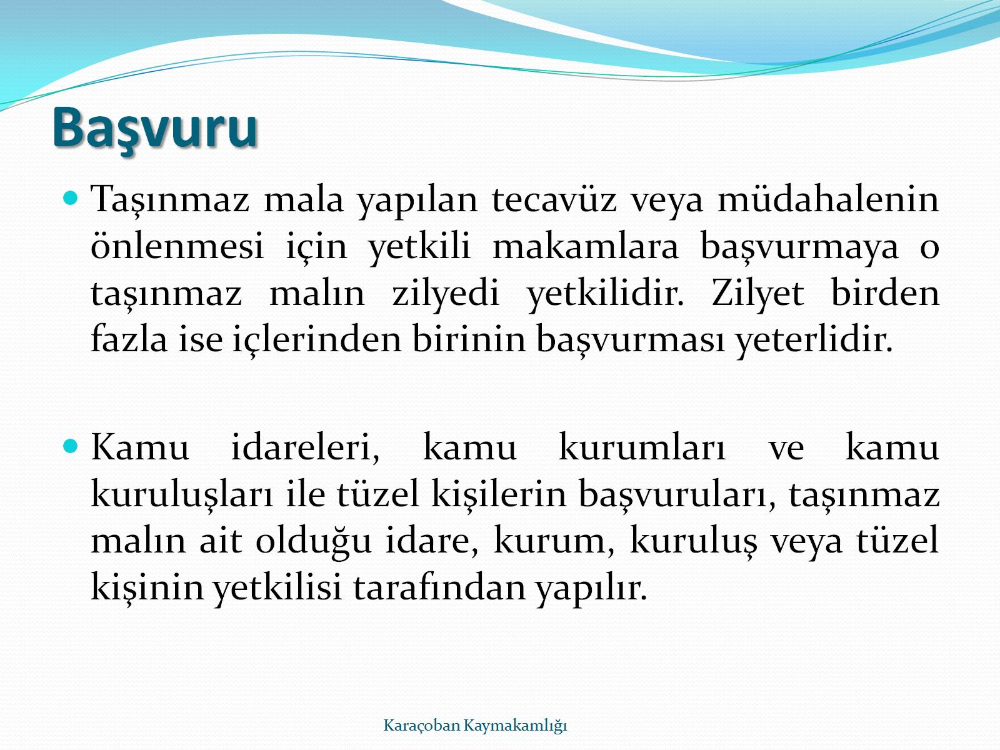 Başvuru
• Taşınmaz mala yapılan tecavüz veya müdahalenin
önlenmesi için yetkili makamlara başvurmaya o
taşınmaz malın zilyedi yetkilidir. Zilyet birden
fazla ise içlerinden birinin başvurması yeterlidir.
• Kamu idareleri, kamu kurumları ve kamu
kuruluşları ile tüzel kişilerin başvuruları, taşınmaz
malın ait olduğu idare, kurum, kuruluş veya tüzel
kişinin yetkilisi tarafından yapılır.
Karaçoban Kaymakamlığı